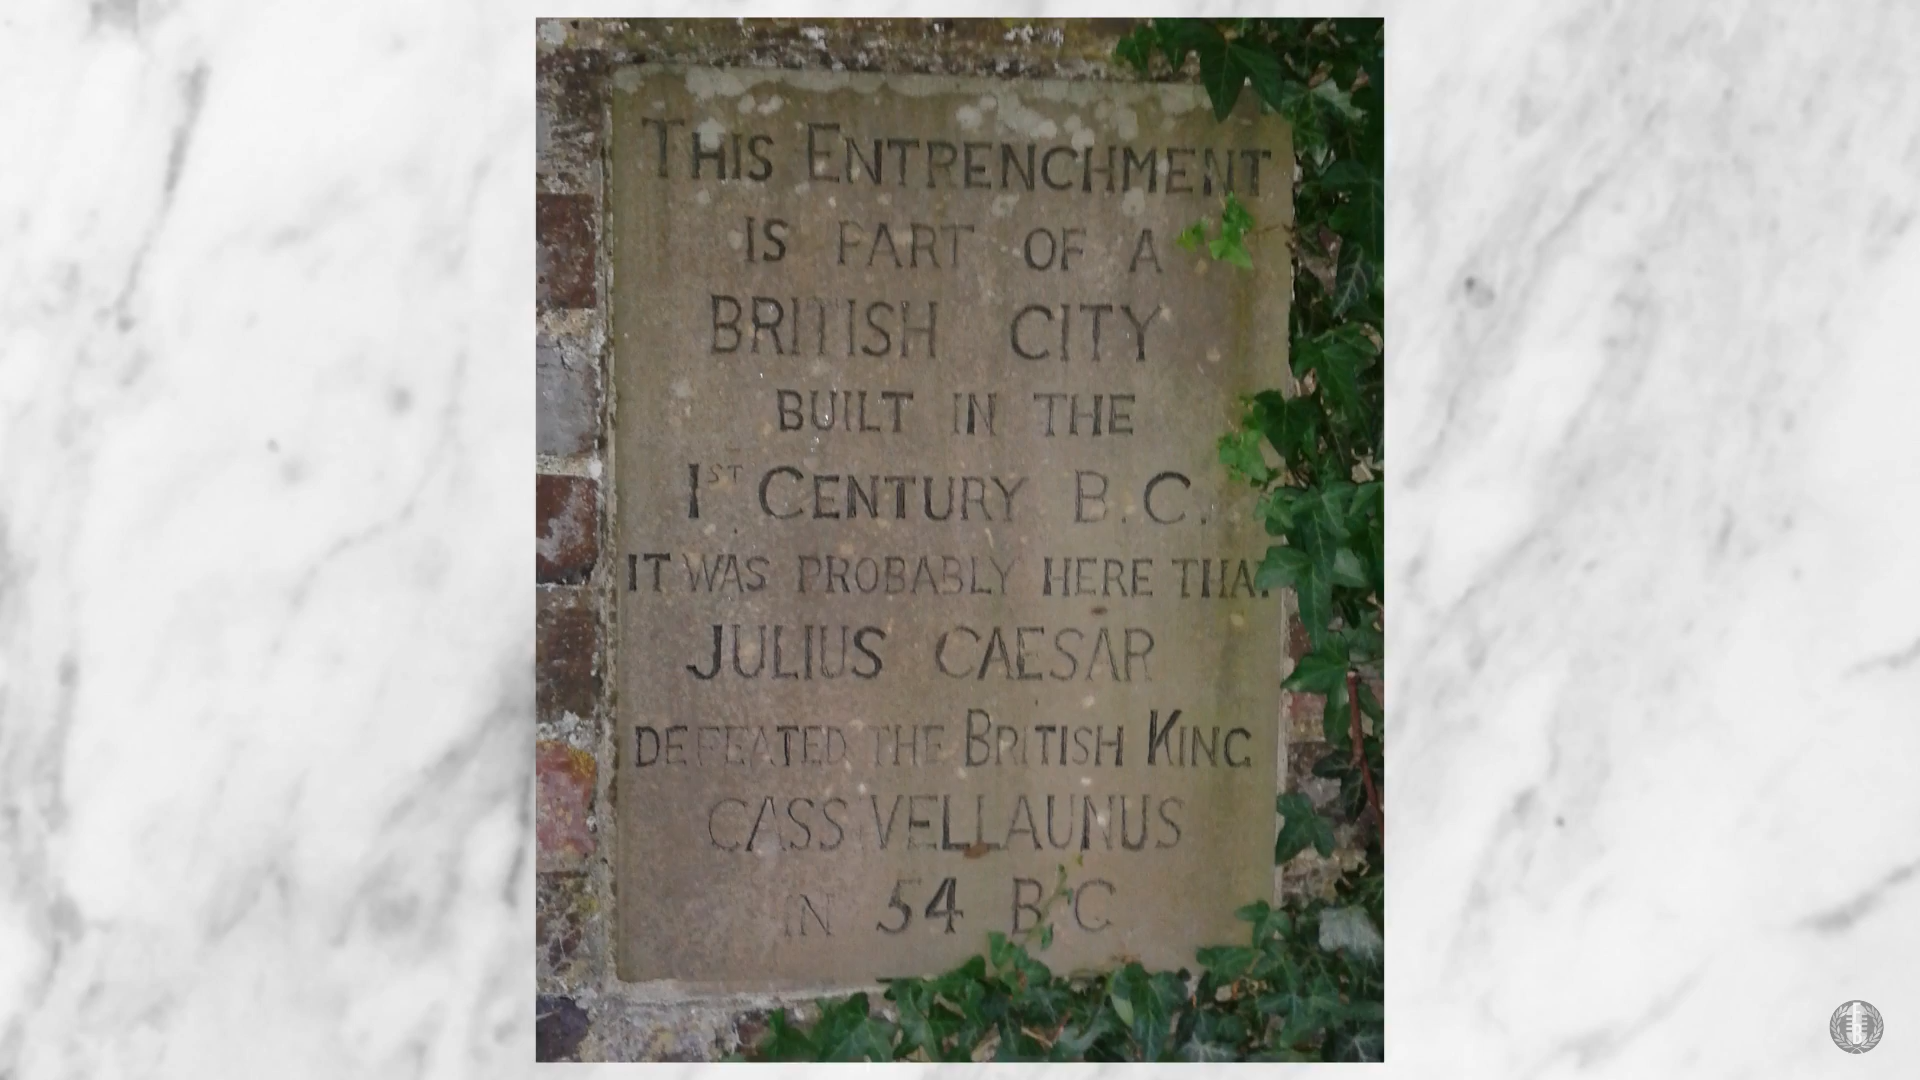 THIS ENTRENCHMENT
IS PART OF A
BRITISH CITY
BUILT IN THE
1ST CENTURY B.C.
IT WAS PROBABLY HERE THAT
JULIUS CAESAR
DEFEATED THE BRITISH KING
CASSIVELLAUNUS
IN 54 B.C